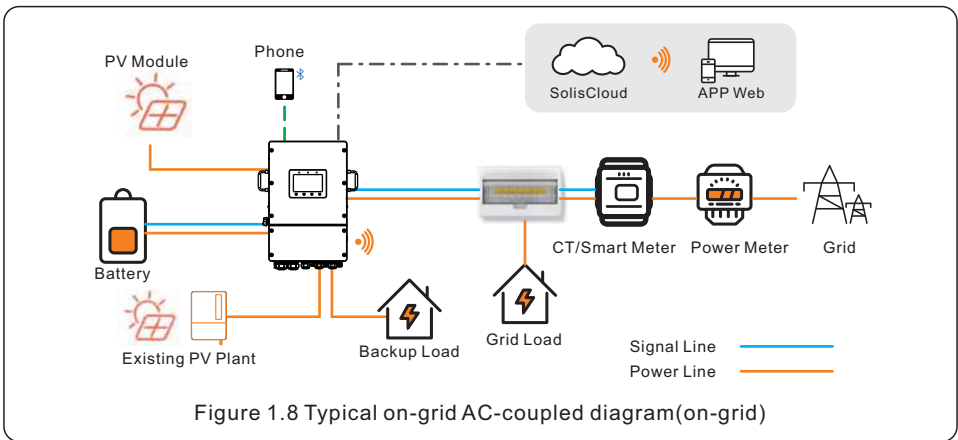 Phone
PV Module
SolisCloud
APP Web
CT/Smart Meter
Power Meter
Grid
Battery
Existing PV Plant
Backup Load
Grid Load
Signal Line
Power Line
Figure 1.8 Typical on-grid AC-coupled diagram(on-grid)